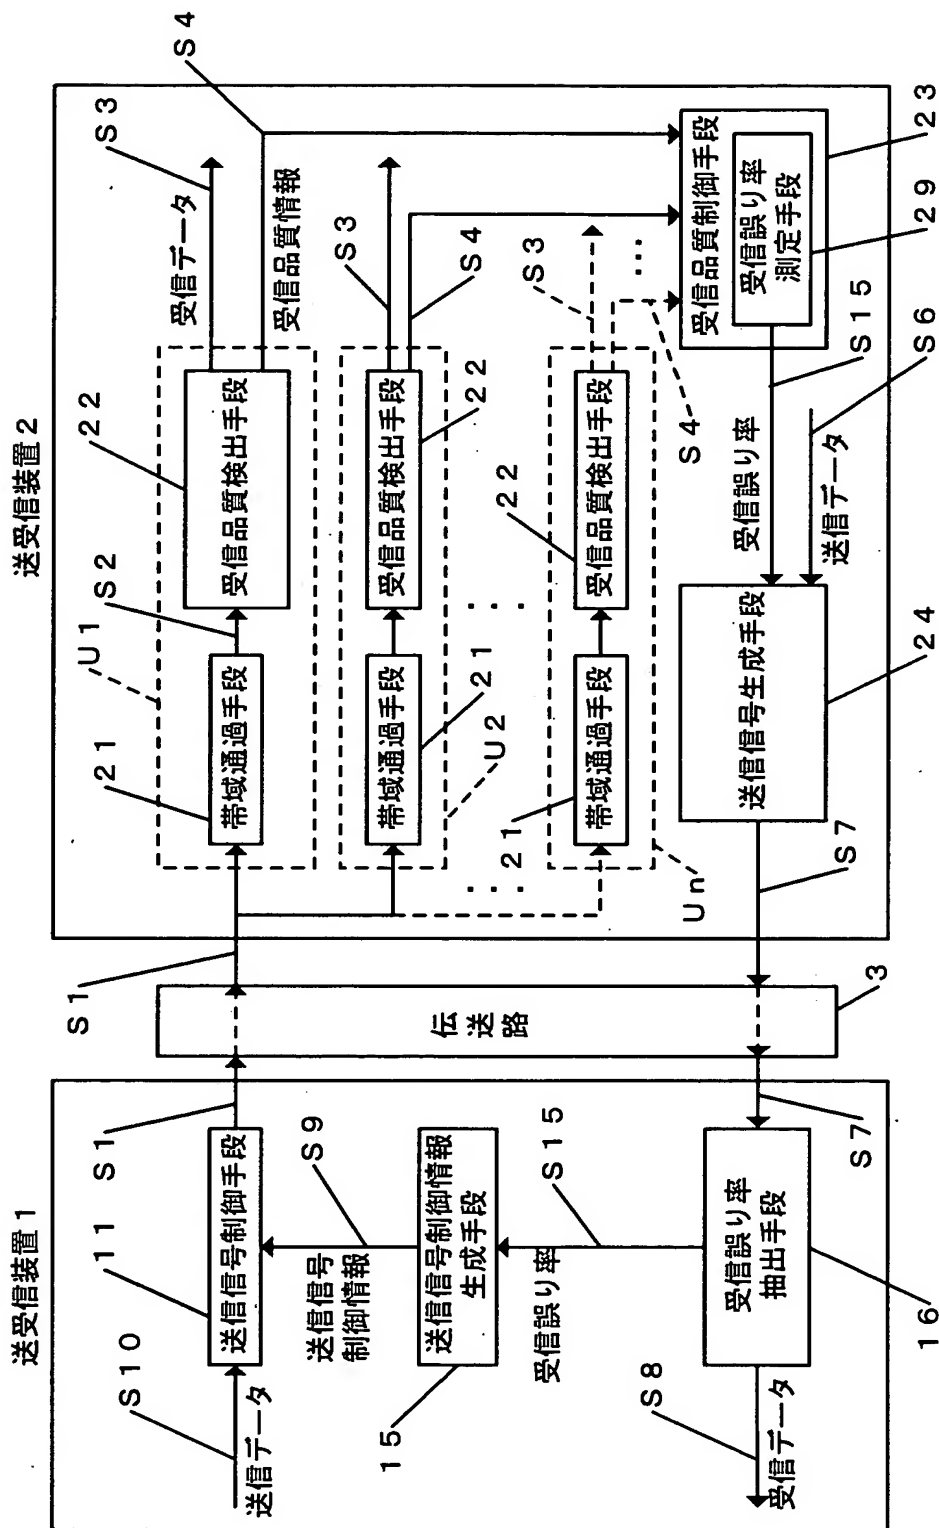 送受信装置1
S10
送信データ
11
送信信号制御手段
S1
S9
送信信号
制御情報
15
送信信号制御情報
生成手段
S15
受信誤り率
S8
受信データ
16
受信誤り率
抽出手段
S7
伝送路
3
S1
送受信装置2
U1
21
帯域通過手段
S2
22
受信品質検出手段
受信データ
S3
S4
受信品質情報
帯域通過手段
21
U2
受信品質検出手段
22
S3
S4
...
...
21
帯域通過手段
Un
22
受信品質検出手段
S3
S4
...
受信品質制御手段
受信誤り率
測定手段
23
29
S15
受信誤り率
S6
送信データ
送信信号生成手段
24
S7